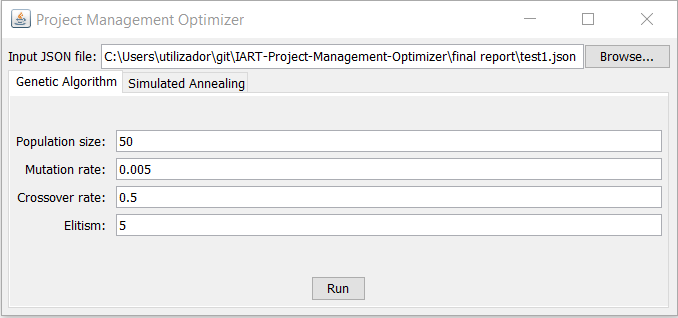 Project Management Optimizer
Input JSON file: C:\Users\utilizador\git\IART-Project-Management-Optimizer\final report\test1.json Browse...
Genetic Algorithm Simulated Annealing
Population size: 50
Mutation rate: 0.005
Crossover rate: 0.5
Elitism: 5
Run